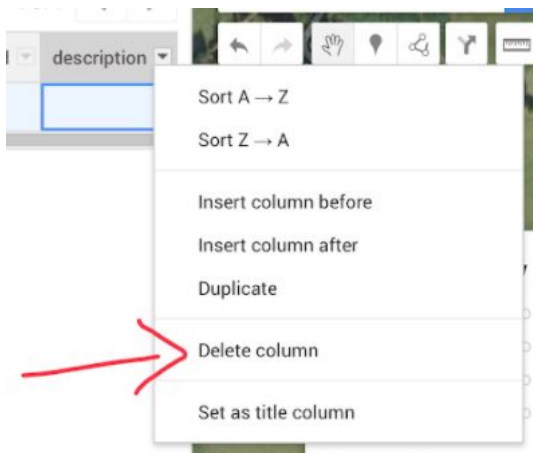 description
Sort A → Z
Sort Z → A
Insert column before
Insert column after
Duplicate
Delete column
Set as title column